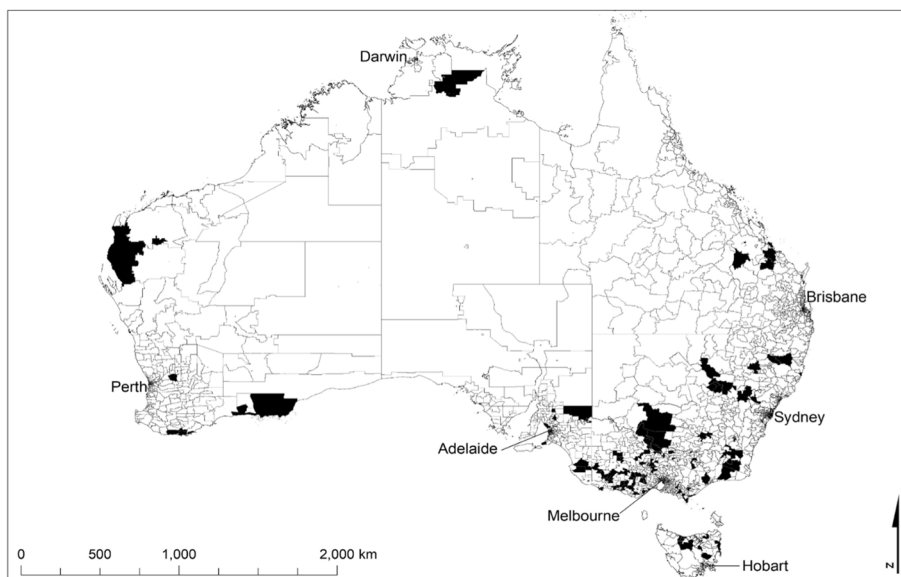 Darwin
Brisbane
Perth
Sydney
Adelaide
Melbourne
Hobart
0 500 1,000 2,000 km
N